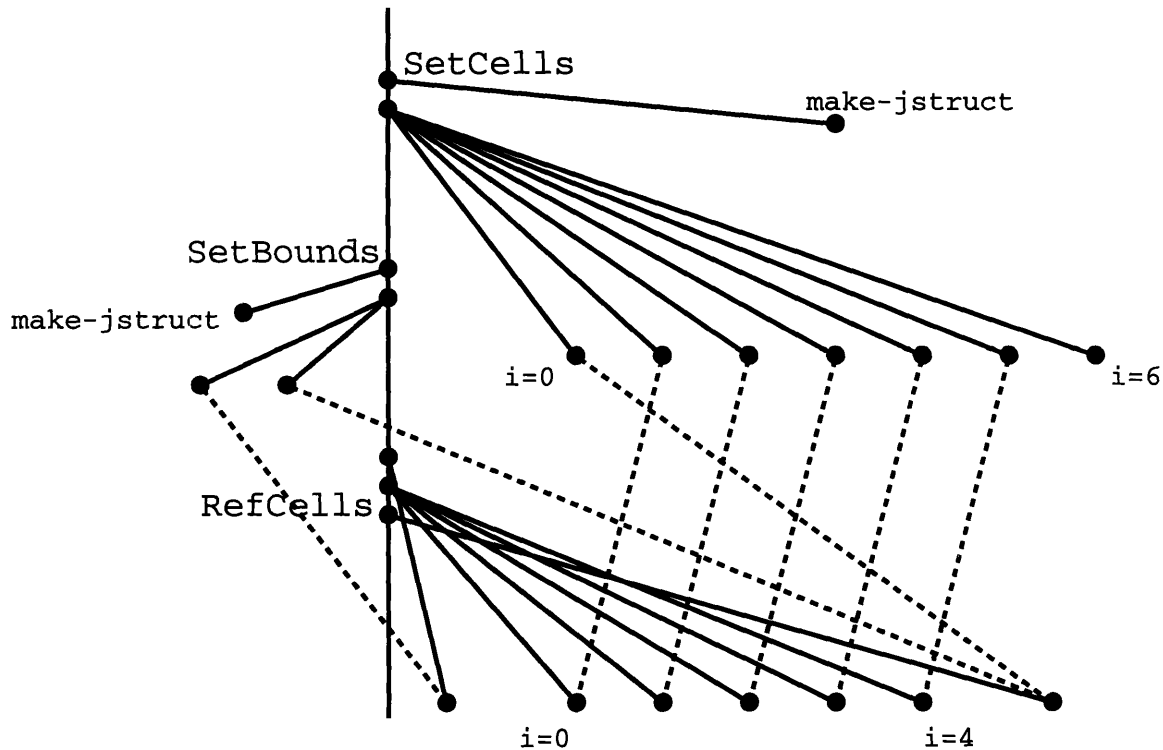 SetCells
make-jstruct
SetBounds
make-jstruct
i=0
i=6
RefCells
i=0
i=4